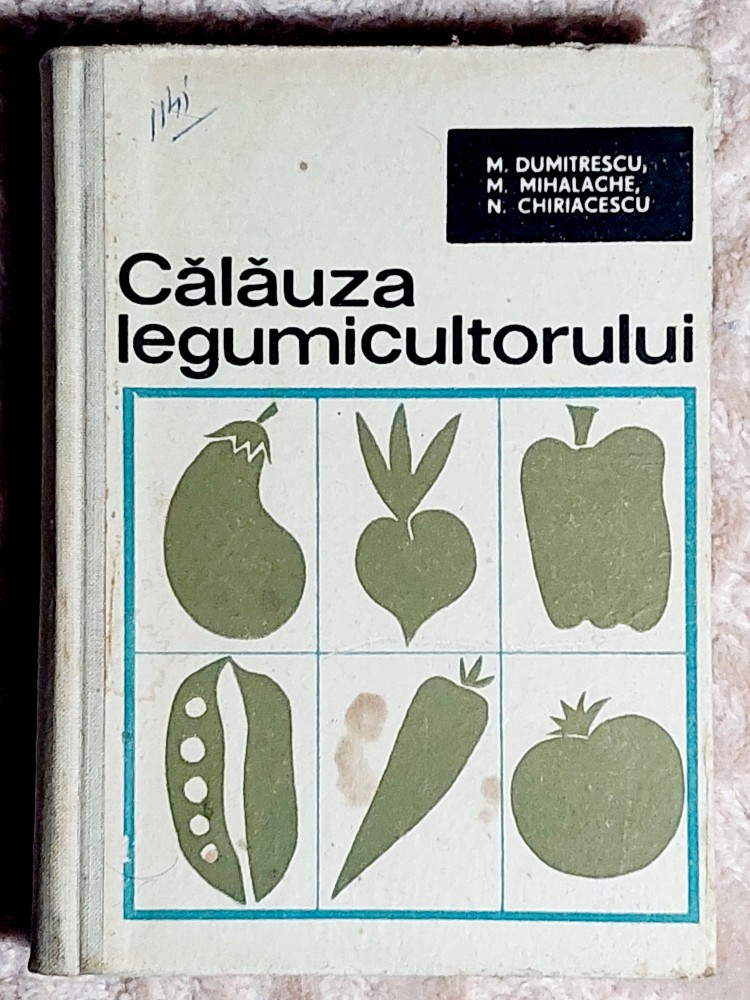 M. DUMITRESCU,
M. MIHALACHE,
N. CHIRIACESCU
Călăuza
legumicultorului